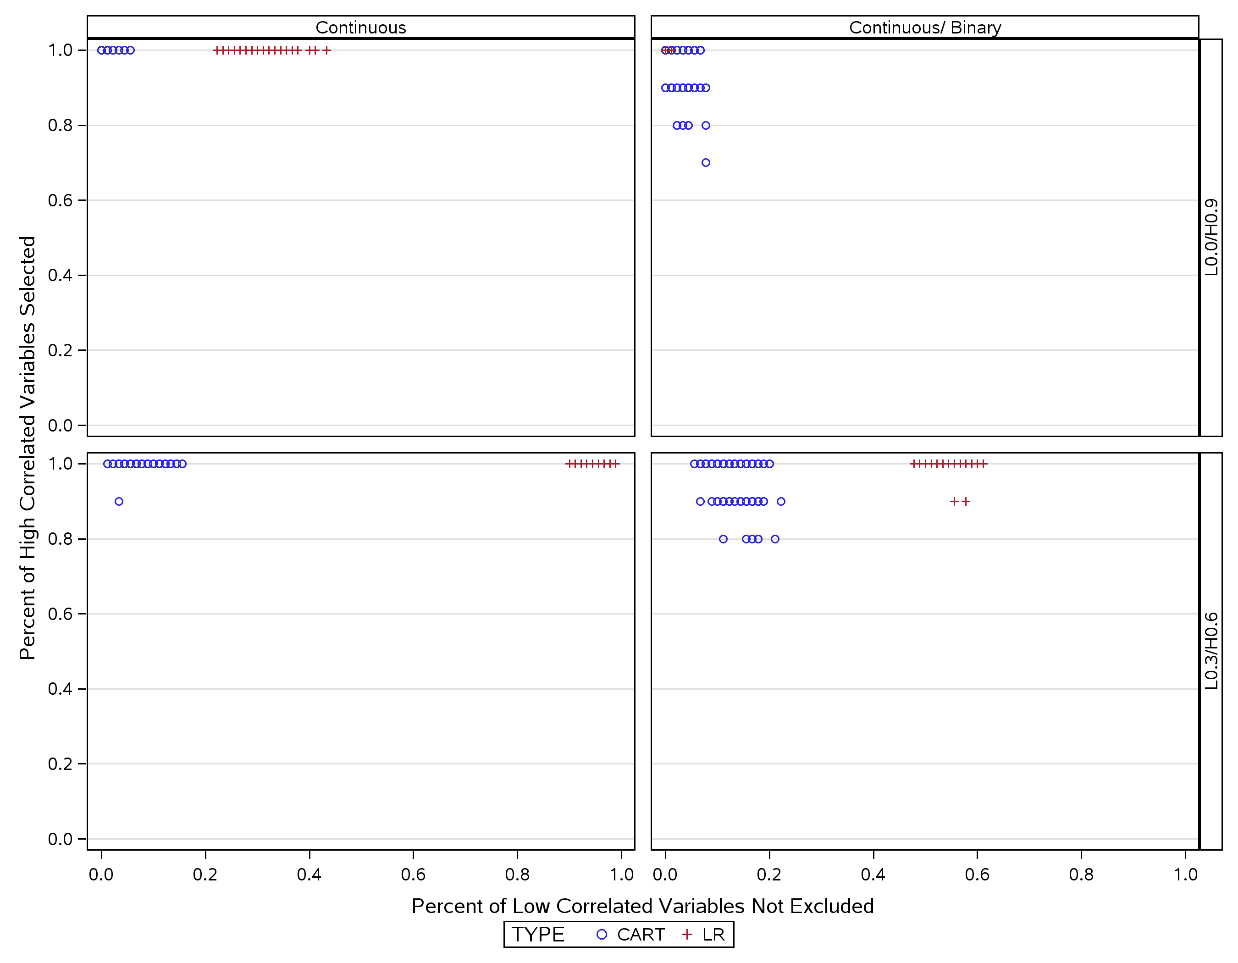 Continuous
Continuous/ Binary
1.0
0.8
0.6
0.4
0.2
0.0
L0.0/H0.9
Percent of High Correlated Variables Selected
1.0
0.8
0.6
0.4
0.2
0.0
L0.3/H0.6
0.0 0.2 0.4 0.6 0.8 1.0
0.0 0.2 0.4 0.6 0.8 1.0
Percent of Low Correlated Variables Not Excluded
TYPE CART LR